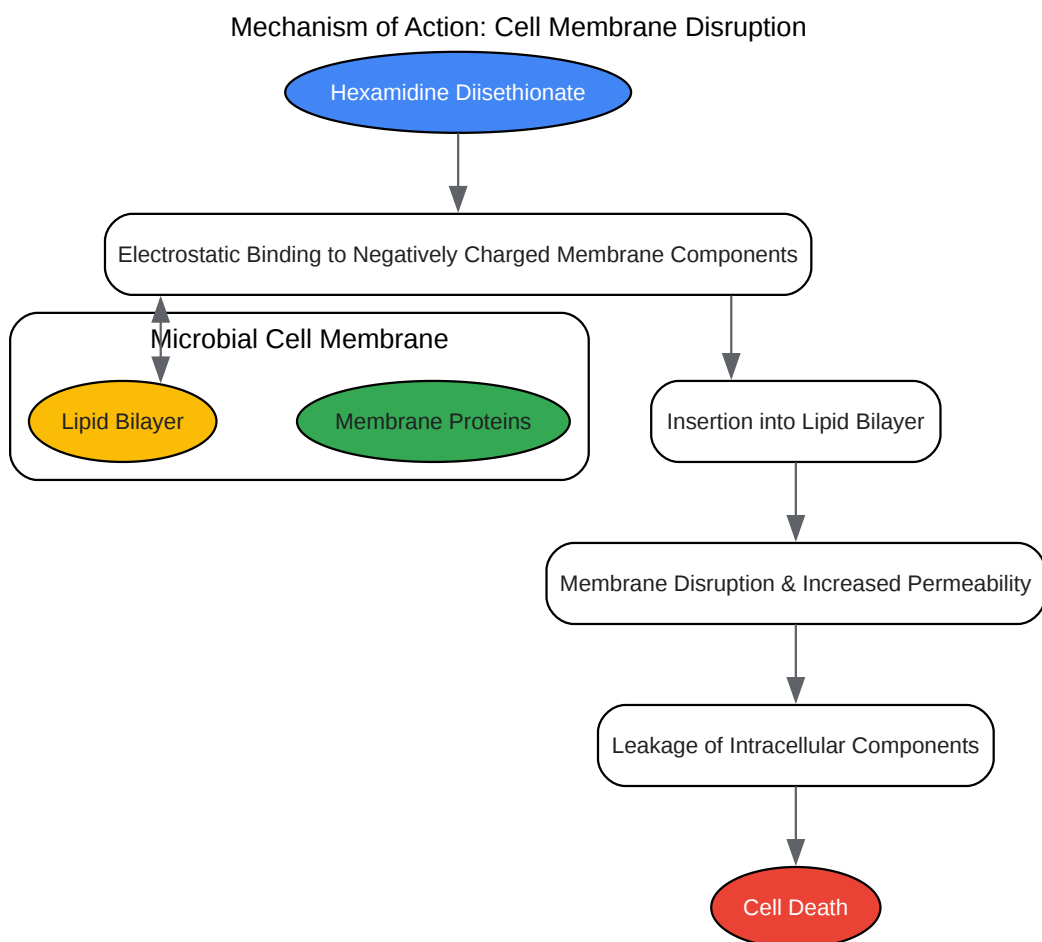 Mechanism of Action: Cell Membrane Disruption
Hexamidine Diisethionate
Electrostatic Binding to Negatively Charged Membrane Components
Microbial Cell Membrane
Lipid Bilayer
Membrane Proteins
Insertion into Lipid Bilayer
Membrane Disruption & Increased Permeability
Leakage of Intracellular Components
Cell Death